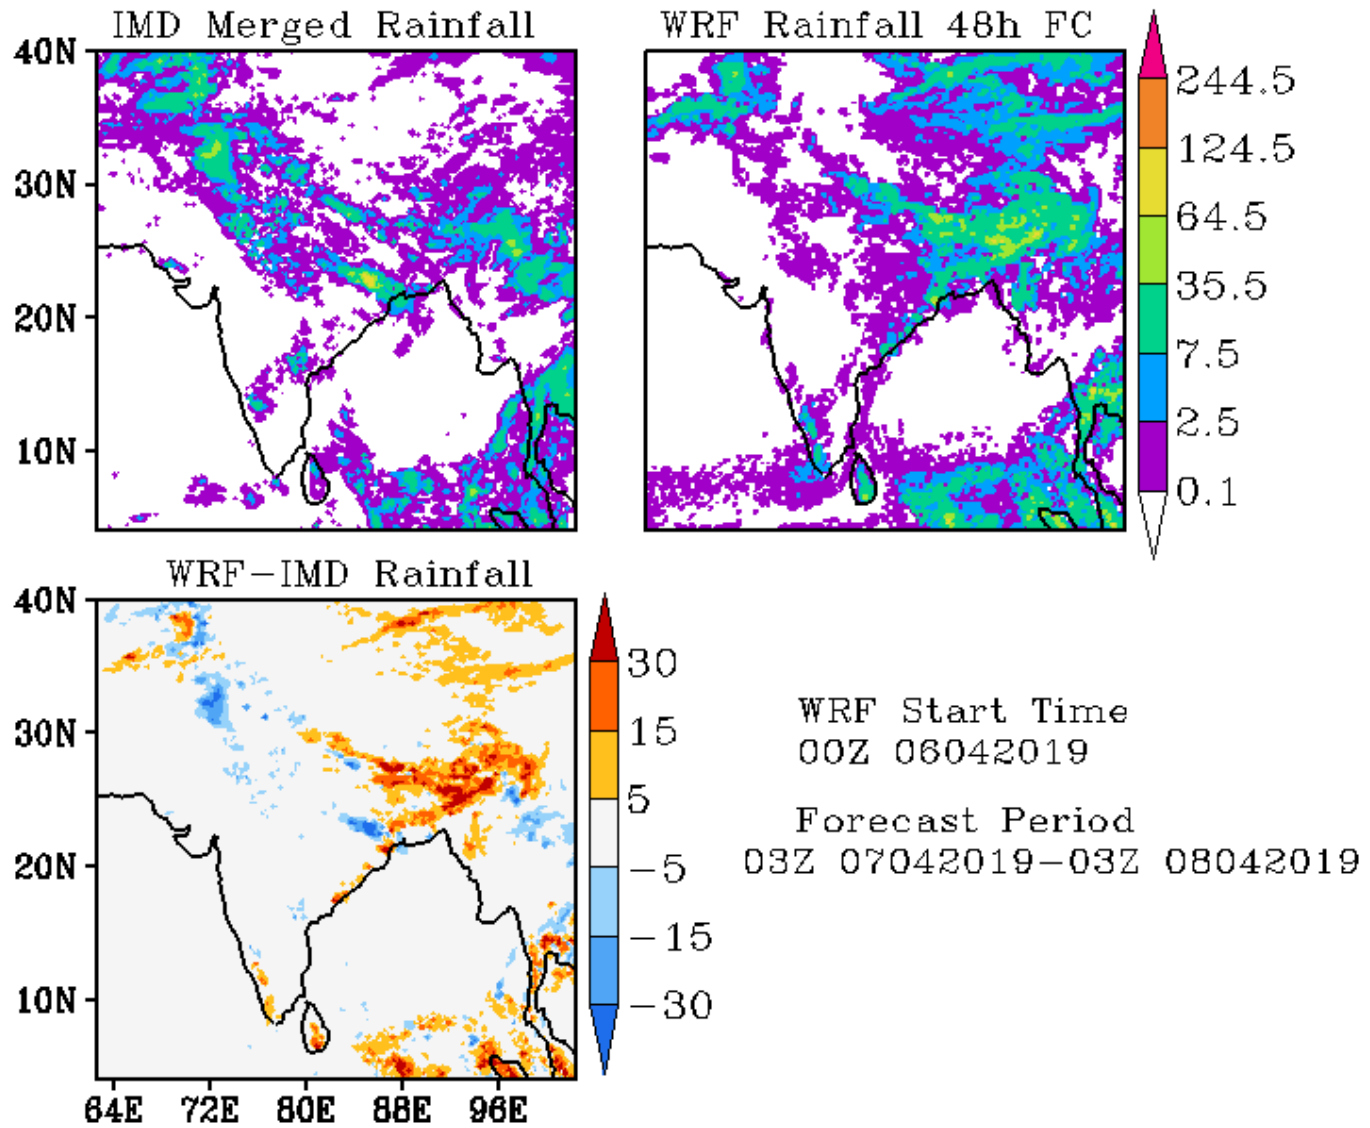 IMD Merged Rainfall
WRF Rainfall 48h FC
40N
30N
20N
10N
244.5
124.5
64.5
35.5
7.5
2.5
0.1
WRF-IMD Rainfall
40N
30N
20N
10N
64E 72E 80E 88E 96E
30
15
5
-5
-15
-30
WRF Start Time
00Z 06042019
Forecast Period
03Z 07042019-03Z 08042019